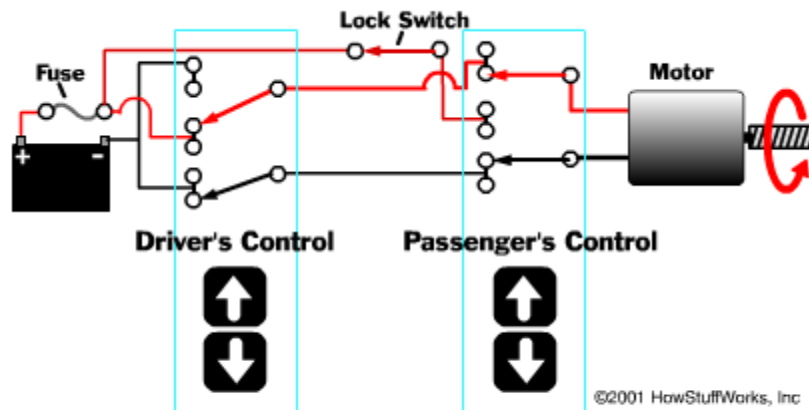 Lock Switch
Fuse
Motor
+ -
Driver's Control
Passenger's Control
©2001 HowStuffWorks, Inc